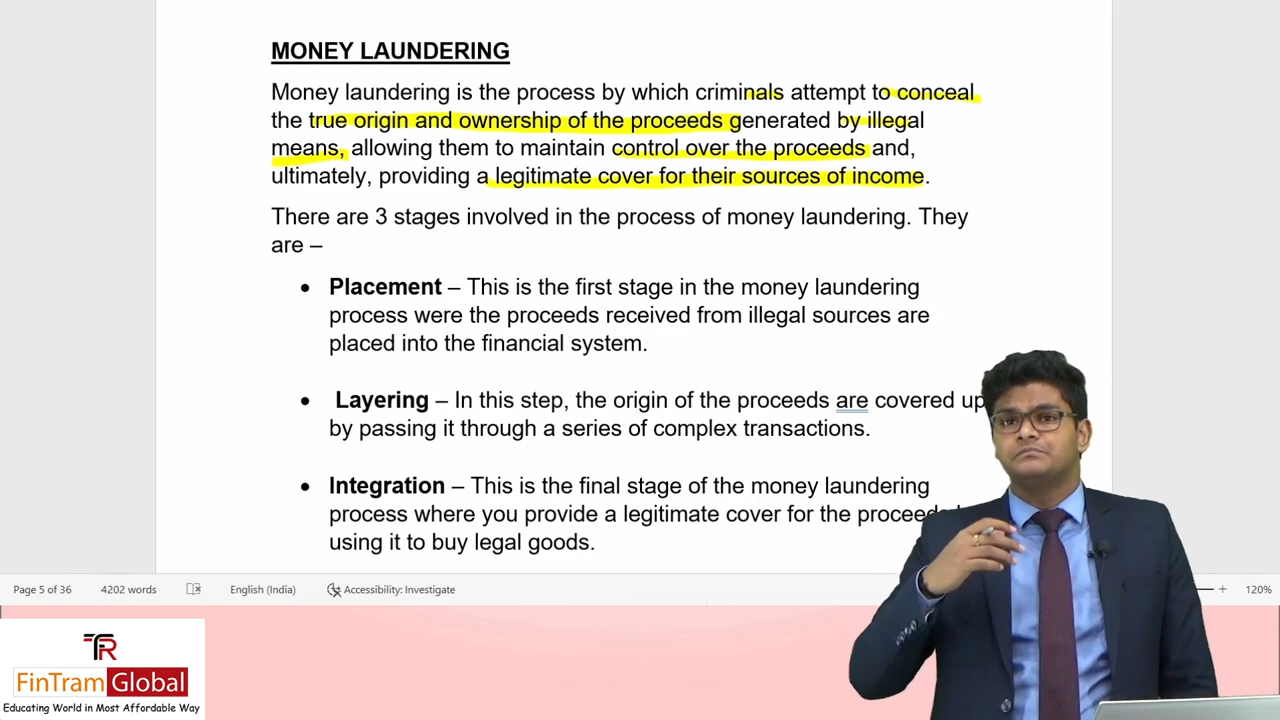 MONEY LAUNDERING
Money laundering is the process by which criminals attempt to conceal
the true origin and ownership of the proceeds generated by illegal
means, allowing them to maintain control over the proceeds and,
ultimately, providing a legitimate cover for their sources of income.
There are 3 stages involved in the process of money laundering. They
are –
• Placement – This is the first stage in the money laundering
process were the proceeds received from illegal sources are
placed into the financial system.
• Layering – In this step, the origin of the proceeds are covered up
by passing it through a series of complex transactions.
• Integration – This is the final stage of the money laundering
process where you provide a legitimate cover for the proceeds
using it to buy legal goods.
Page 5 of 36 4202 words English (India) Accessibility: Investigate + 120%
TR
FinTram Global
Educating World in Most Affordable Way